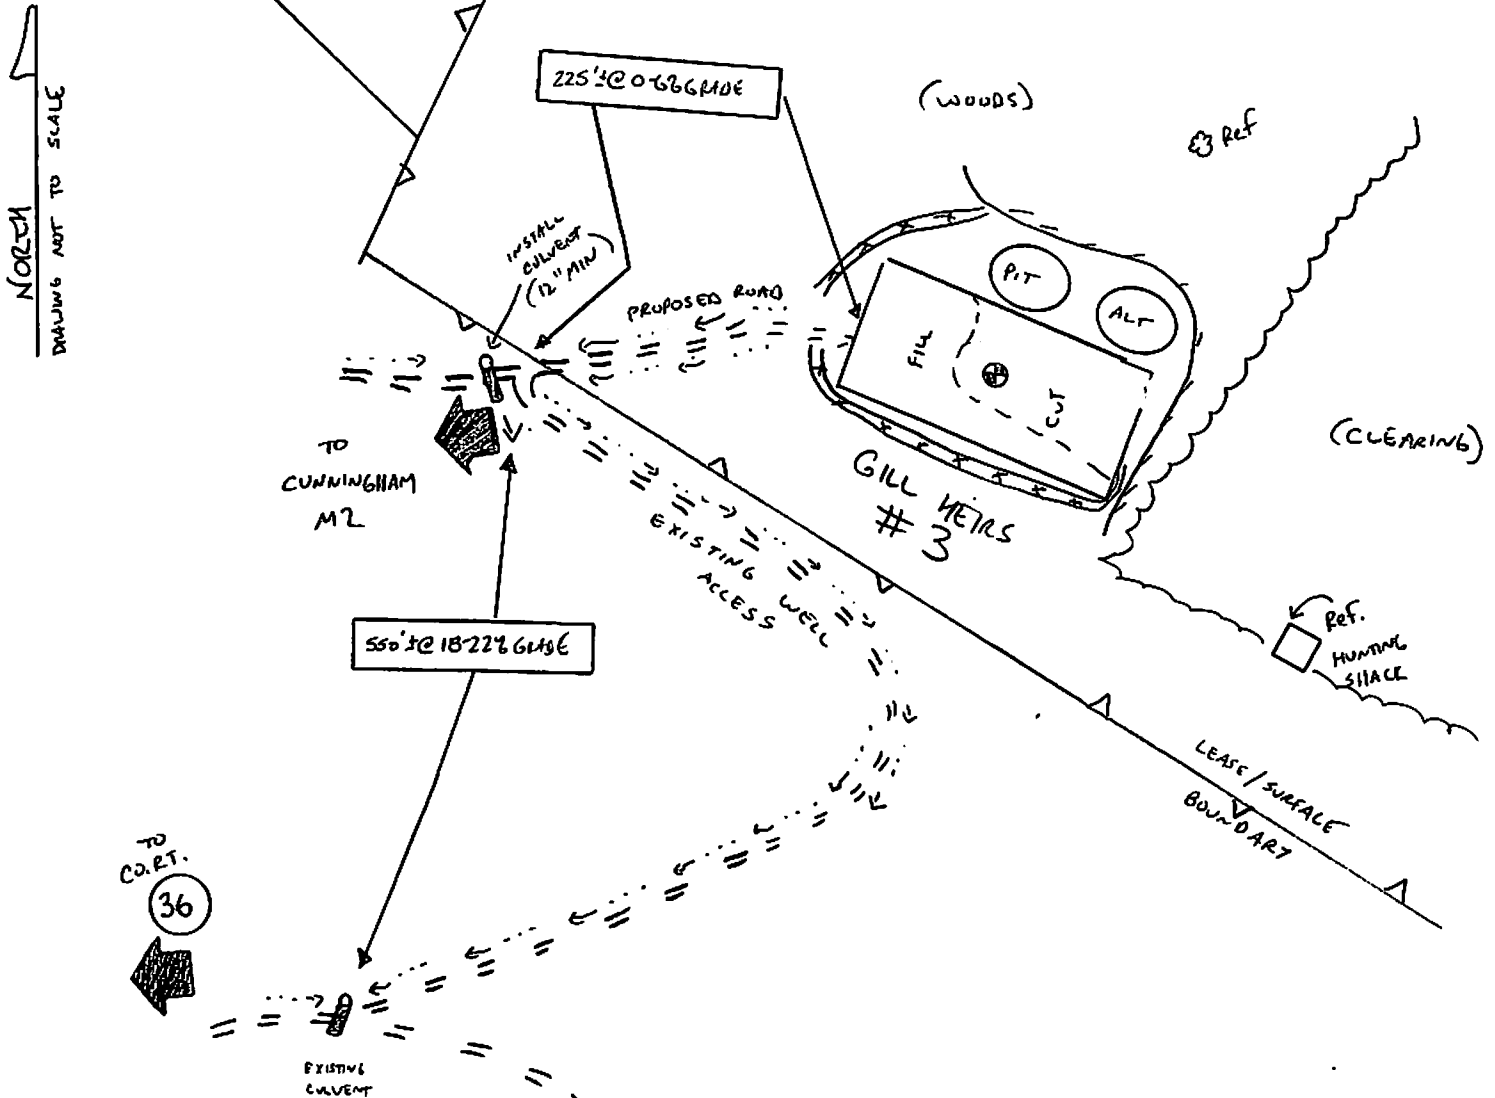 NORTH
DRAWING NOT TO SCALE
225'± @ 0-6% GRADE
(WOODS)
Ref
INSTALL
CULVERT
(12" MIN)
PROPOSED ROAD
PIT
ALT
FILL
CUT
(CLEARING)
TO
CUNNINGHAM
M2
GILL HEIRS
# 3
EXISTING WELL
ACCESS
550'± @ 18-22% GRADE
Ref.
HUNTING
SHACK
LEASE/SURFACE
BOUNDARY
TO
CO.RT.
36
EXISTING
CULVERT